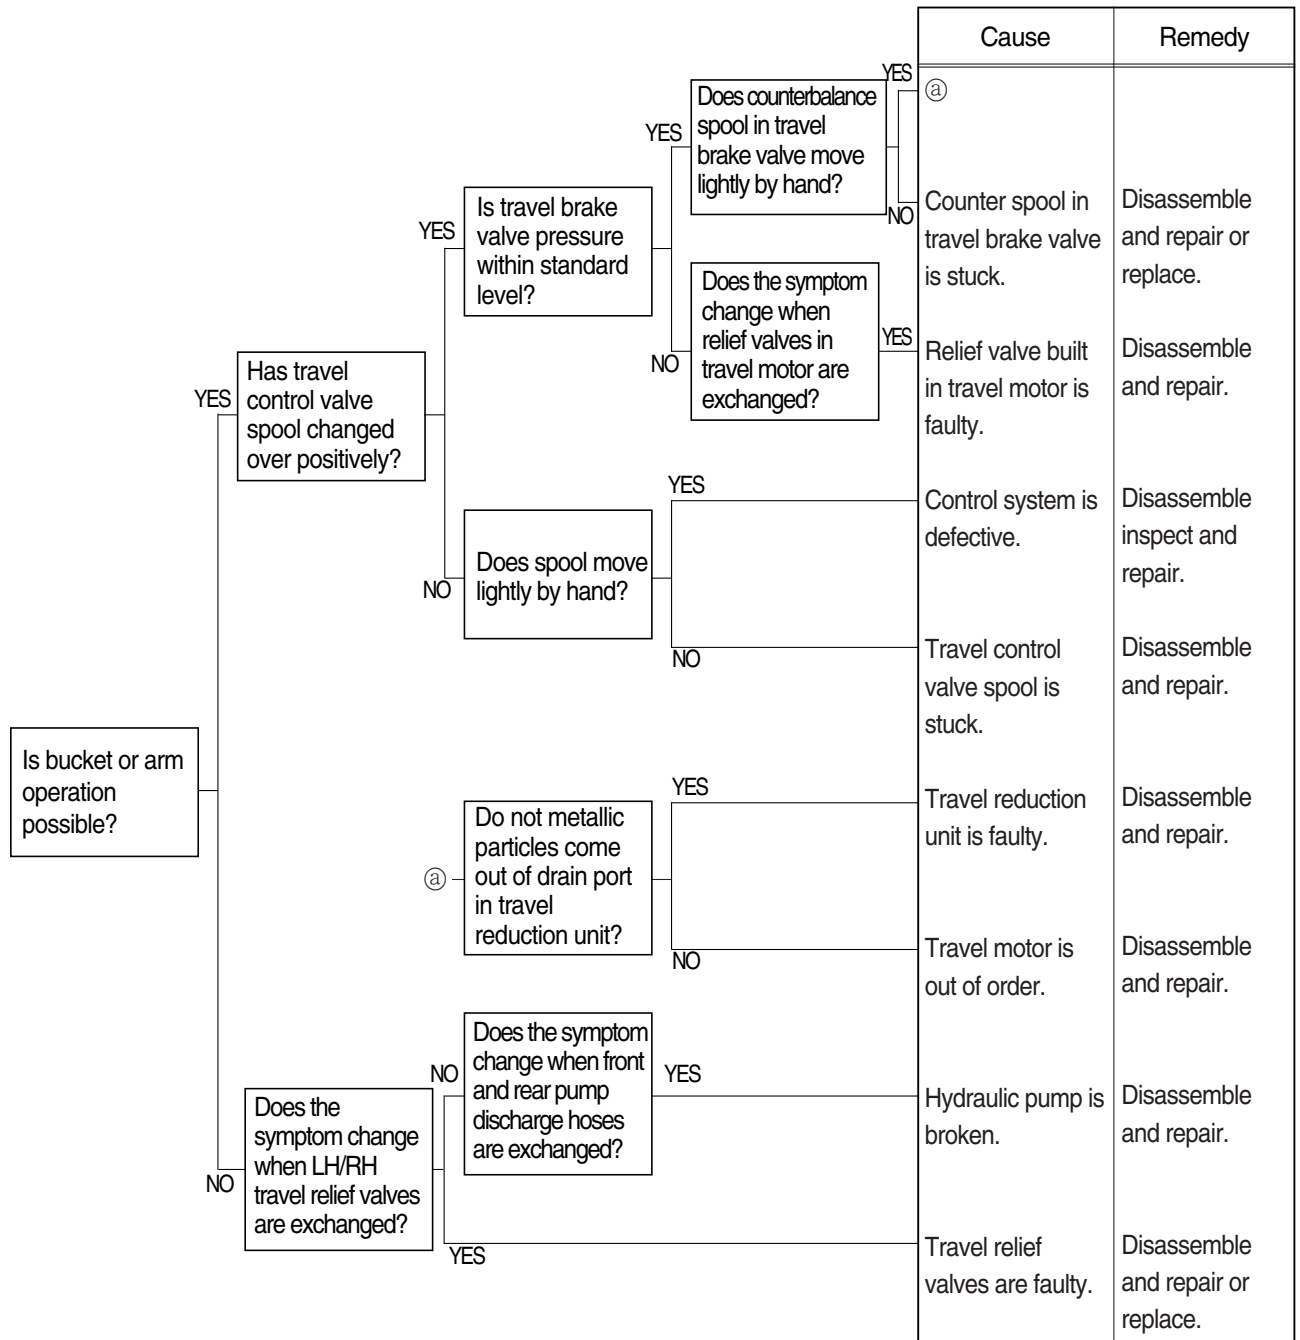 Cause
Remedy
YES
ⓐ
Does counterbalance
spool in travel
brake valve move
lightly by hand?
YES
NO
Counter spool in
travel brake valve
is stuck.
Disassemble
and repair or
replace.
Is travel brake
valve pressure
within standard
level?
YES
Does the symptom
change when
relief valves in
travel motor are
exchanged?
NO
YES
Relief valve built
in travel motor is
faulty.
Disassemble
and repair.
Has travel
control valve
spool changed
over positively?
YES
YES
Control system is
defective.
Disassemble
inspect and
repair.
Does spool move
lightly by hand?
NO
NO
Travel control
valve spool is
stuck.
Disassemble
and repair.
Is bucket or arm
operation
possible?
YES
Travel reduction
unit is faulty.
Disassemble
and repair.
Do not metallic
particles come
out of drain port
in travel
reduction unit?
ⓐ
NO
Travel motor is
out of order.
Disassemble
and repair.
Does the symptom
change when front
and rear pump
discharge hoses
are exchanged?
NO
YES
Hydraulic pump is
broken.
Disassemble
and repair.
Does the
symptom change
when LH/RH
travel relief valves
are exchanged?
NO
YES
Travel relief
valves are faulty.
Disassemble
and repair or
replace.